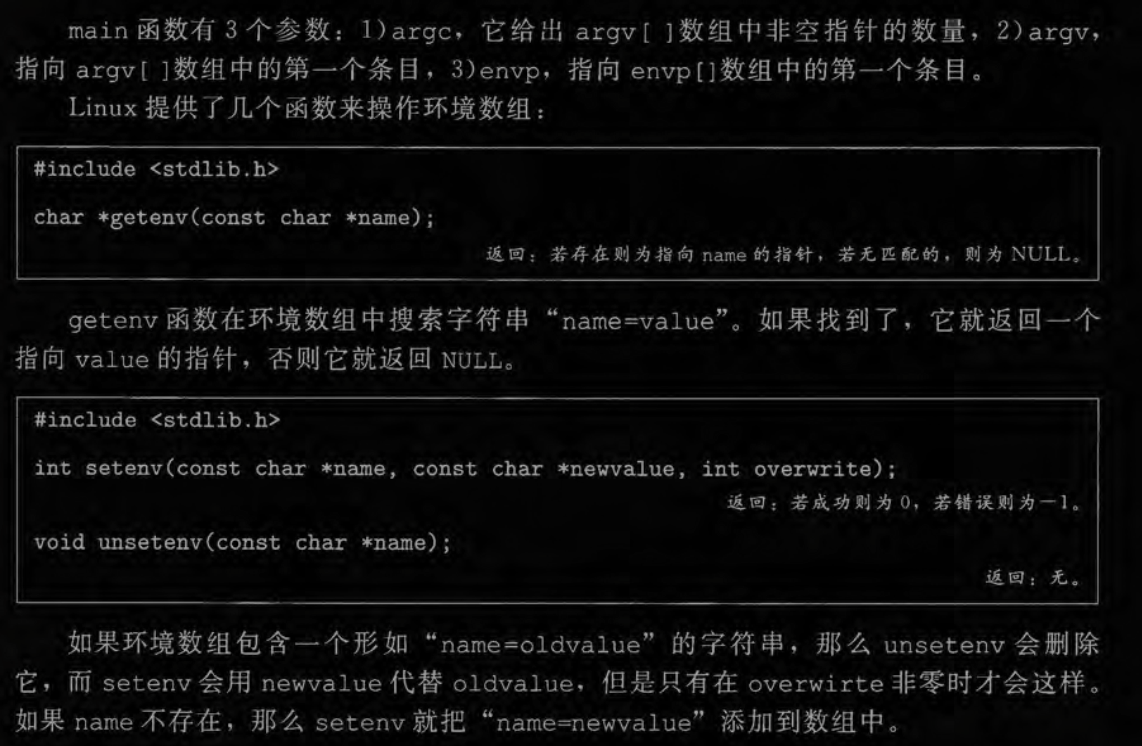 main 函数有 3 个参数：1)argc，它给出 argv[ ]数组中非空指针的数量，2)argv，
指向 argv[ ]数组中的第一个条目，3)envp，指向 envp[]数组中的第一个条目。
Linux 提供了几个函数来操作环境数组：
#include <stdlib.h>
char *getenv(const char *name);
返回：若存在则为指向 name 的指针，若无匹配的，则为 NULL。
getenv 函数在环境数组中搜索字符串“name=value”。如果找到了，它就返回一个
指向 value 的指针，否则它就返回 NULL。
#include <stdlib.h>
int setenv(const char *name, const char *newvalue, int overwrite);
返回：若成功则为 0，若错误则为－1。
void unsetenv(const char *name);
返回：无。
如果环境数组包含一个形如“name=oldvalue”的字符串，那么 unsetenv 会删除
它，而 setenv 会用 newvalue 代替 oldvalue，但是只有在 overwirte 非零时才会这样。
如果 name 不存在，那么 setenv 就把“name=newvalue”添加到数组中。